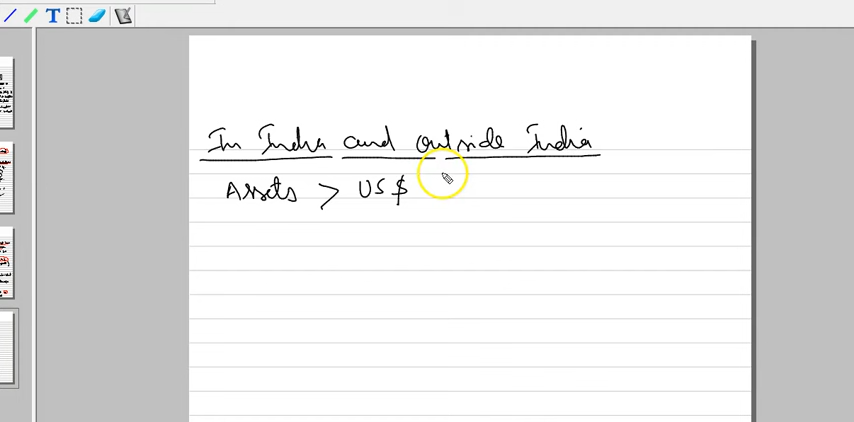 T
In India and outside India
Assets > US $